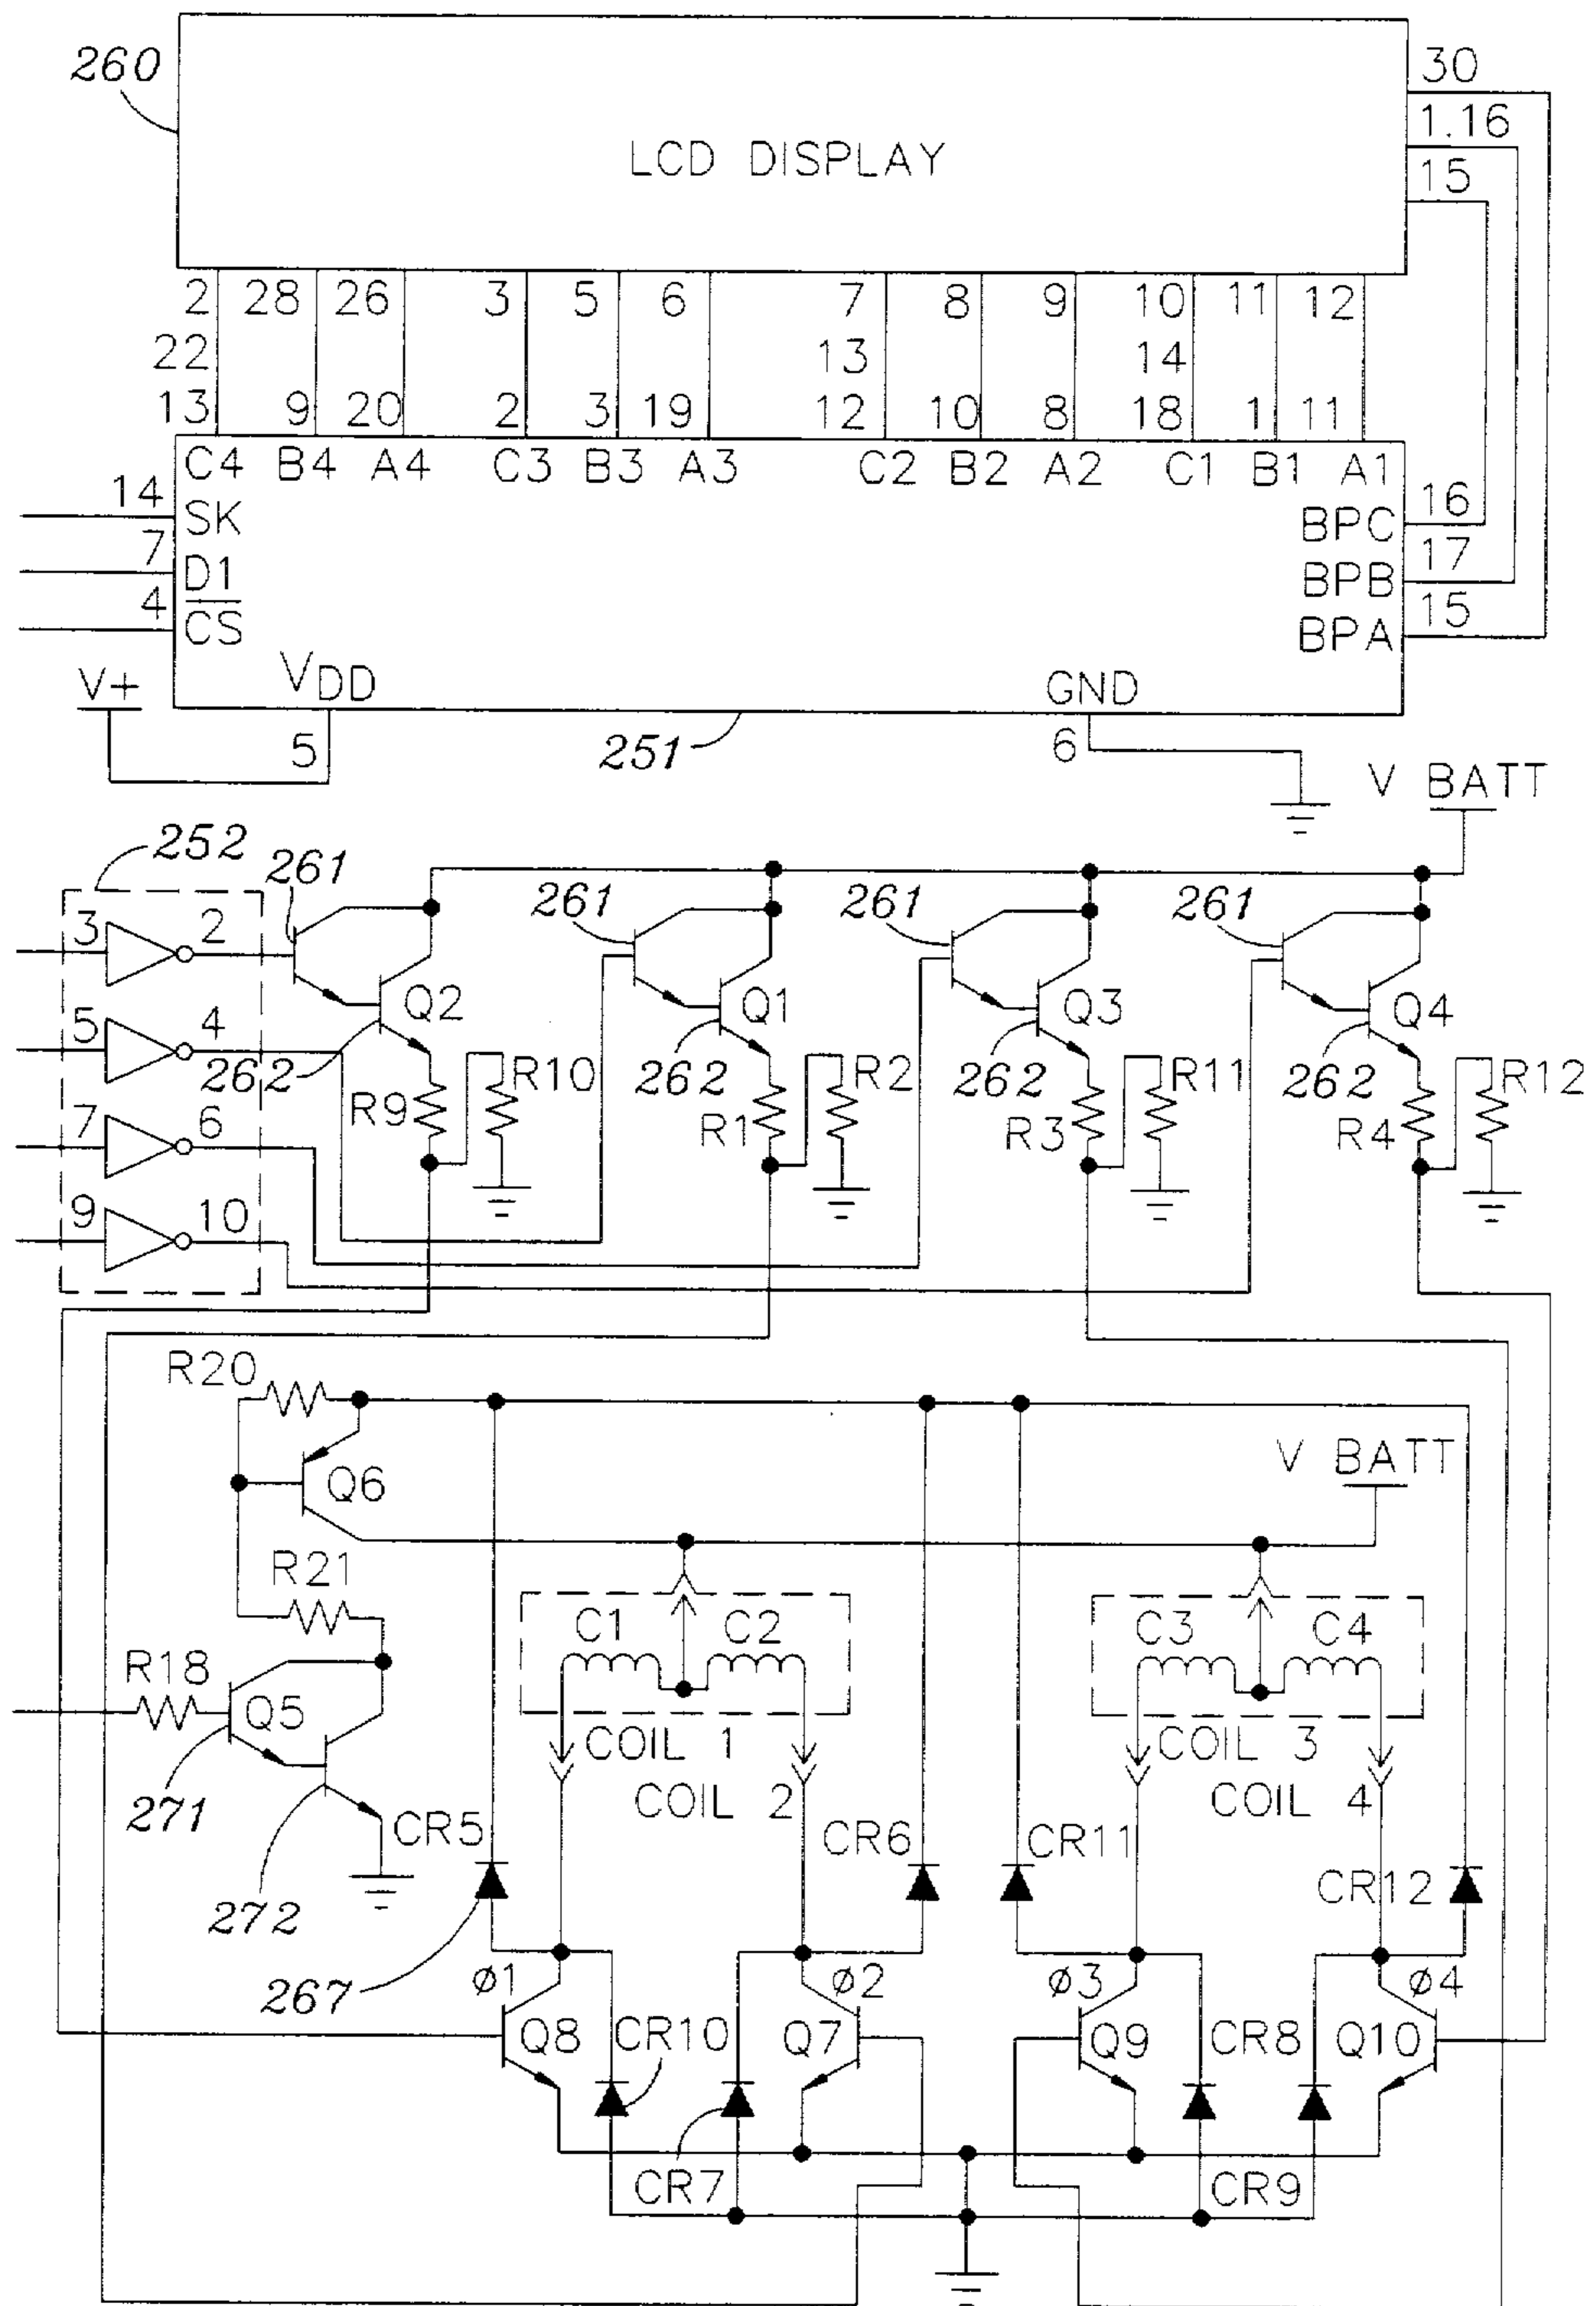 260
30
1.16
LCD DISPLAY
15
2 28 26 3 5 6 7 8 9 10 11 12
22 13 14
13 9 20 2 3 19 12 10 8 18 1 11
C4 B4 A4 C3 B3 A3 C2 B2 A2 C1 B1 A1
14 SK BPC 16
7 D1 BPB 17
4 CS BPA 15
V+ VDD GND
5 251 6
V BATT
252 261 261 261 261
3 2
Q2 Q1 Q3 Q4
5 4
262 262 262 262
R10 R2 R11 R12
R9 R1 R3 R4
7 6
9 10
R20
Q6 V BATT
R21
C1 C2 C3 C4
R18
Q5 COIL 1 COIL 3
271 COIL 2 COIL 4
CR5 CR6 CR11 CR12
272
267 ø1 ø2 ø3 ø4
Q8 CR10 Q7 Q9 CR8 Q10
CR7 CR9